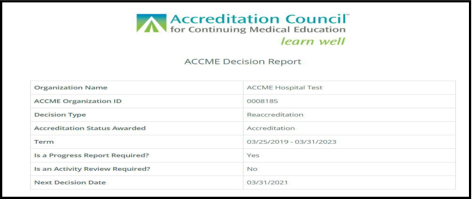 Accreditation Council
for Continuing Medical Education
learn well
ACCME Decision Report
Organization Name ACCME Hospital Test
ACCME Organization ID 0008185
Decision Type Reaccreditation
Accreditation Status Awarded Accreditation
Term 03/25/2019 - 03/31/2023
Is a Progress Report Required? Yes
Is an Activity Review Required? No
Next Decision Date 03/31/2021